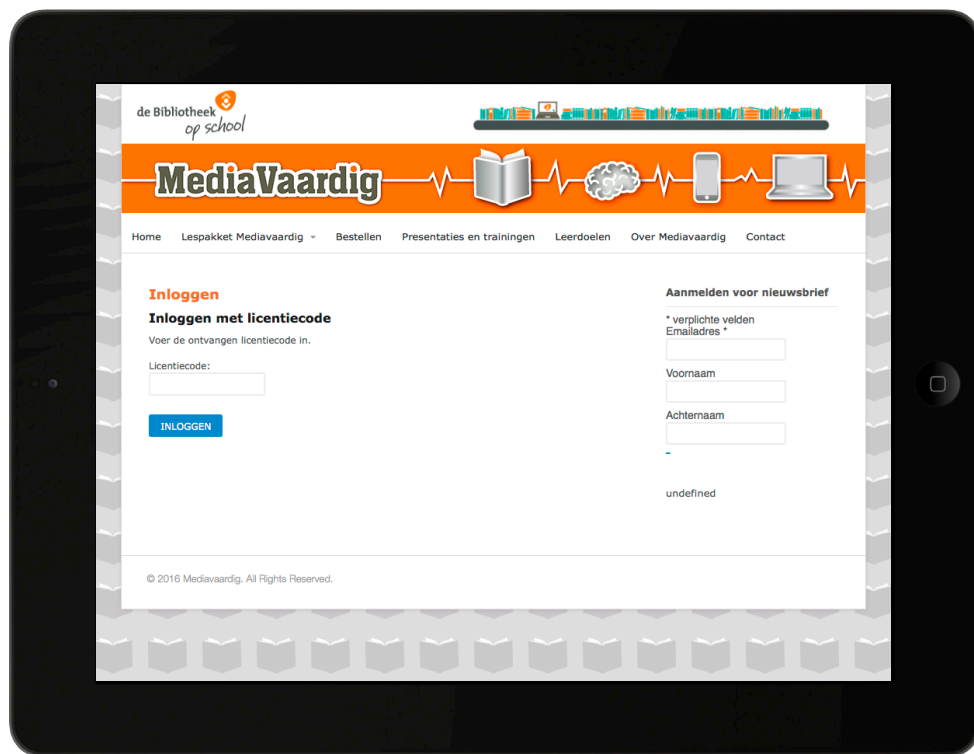 de Bibliotheek
op school
MediaVaardig
Home Lespakket Mediavaardig Bestellen Presentaties en trainingen Leerdoelen Over Mediavaardig Contact
Inloggen
Inloggen met licentiecode
Voer de ontvangen licentiecode in.
Licentiecode:
INLOGGEN
Aanmelden voor nieuwsbrief
* verplichte velden
Emailadres *
Voornaam
Achternaam
undefined
© 2016 Mediavaardig. All Rights Reserved.